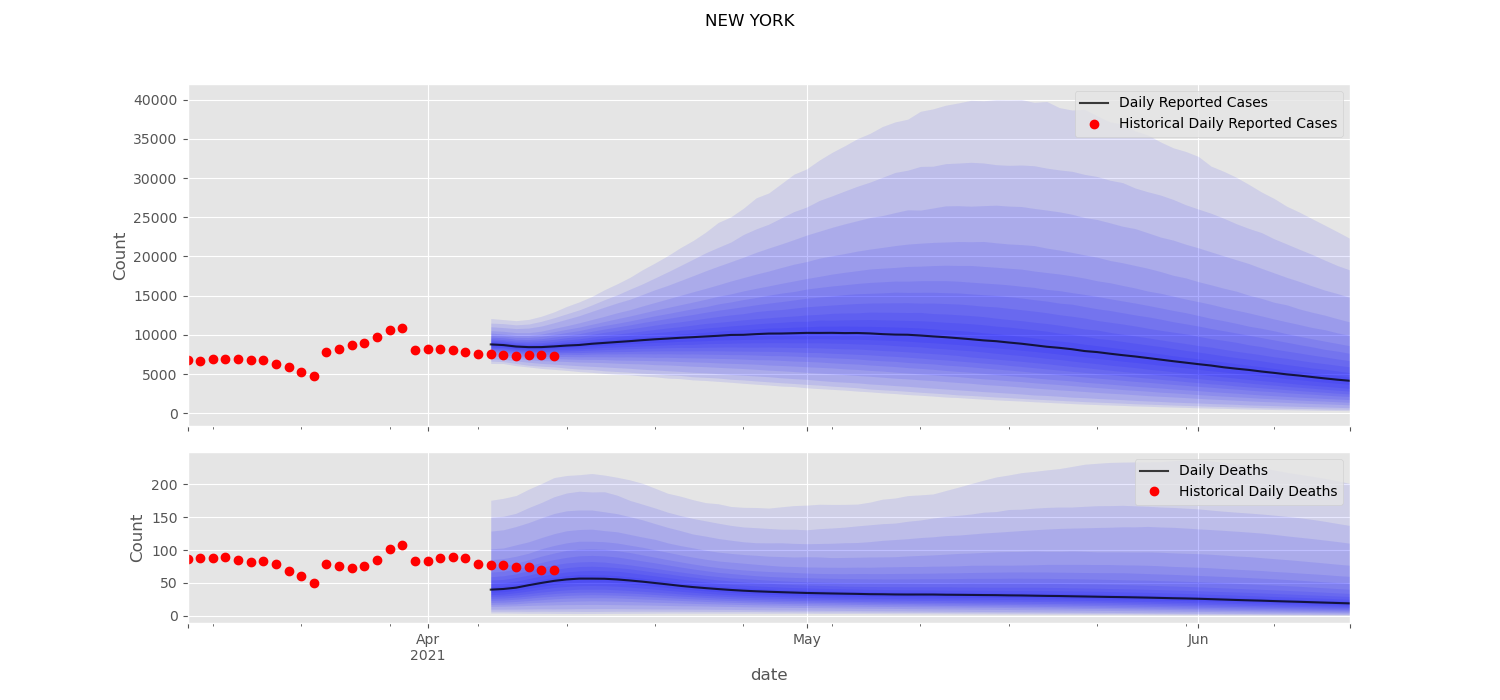 NEW YORK
Daily Reported Cases
Historical Daily Reported Cases
40000
35000
30000
25000
20000
15000
10000
5000
0
Count
Daily Deaths
Historical Daily Deaths
200
150
100
50
0
Count
Apr
2021
May
Jun
date